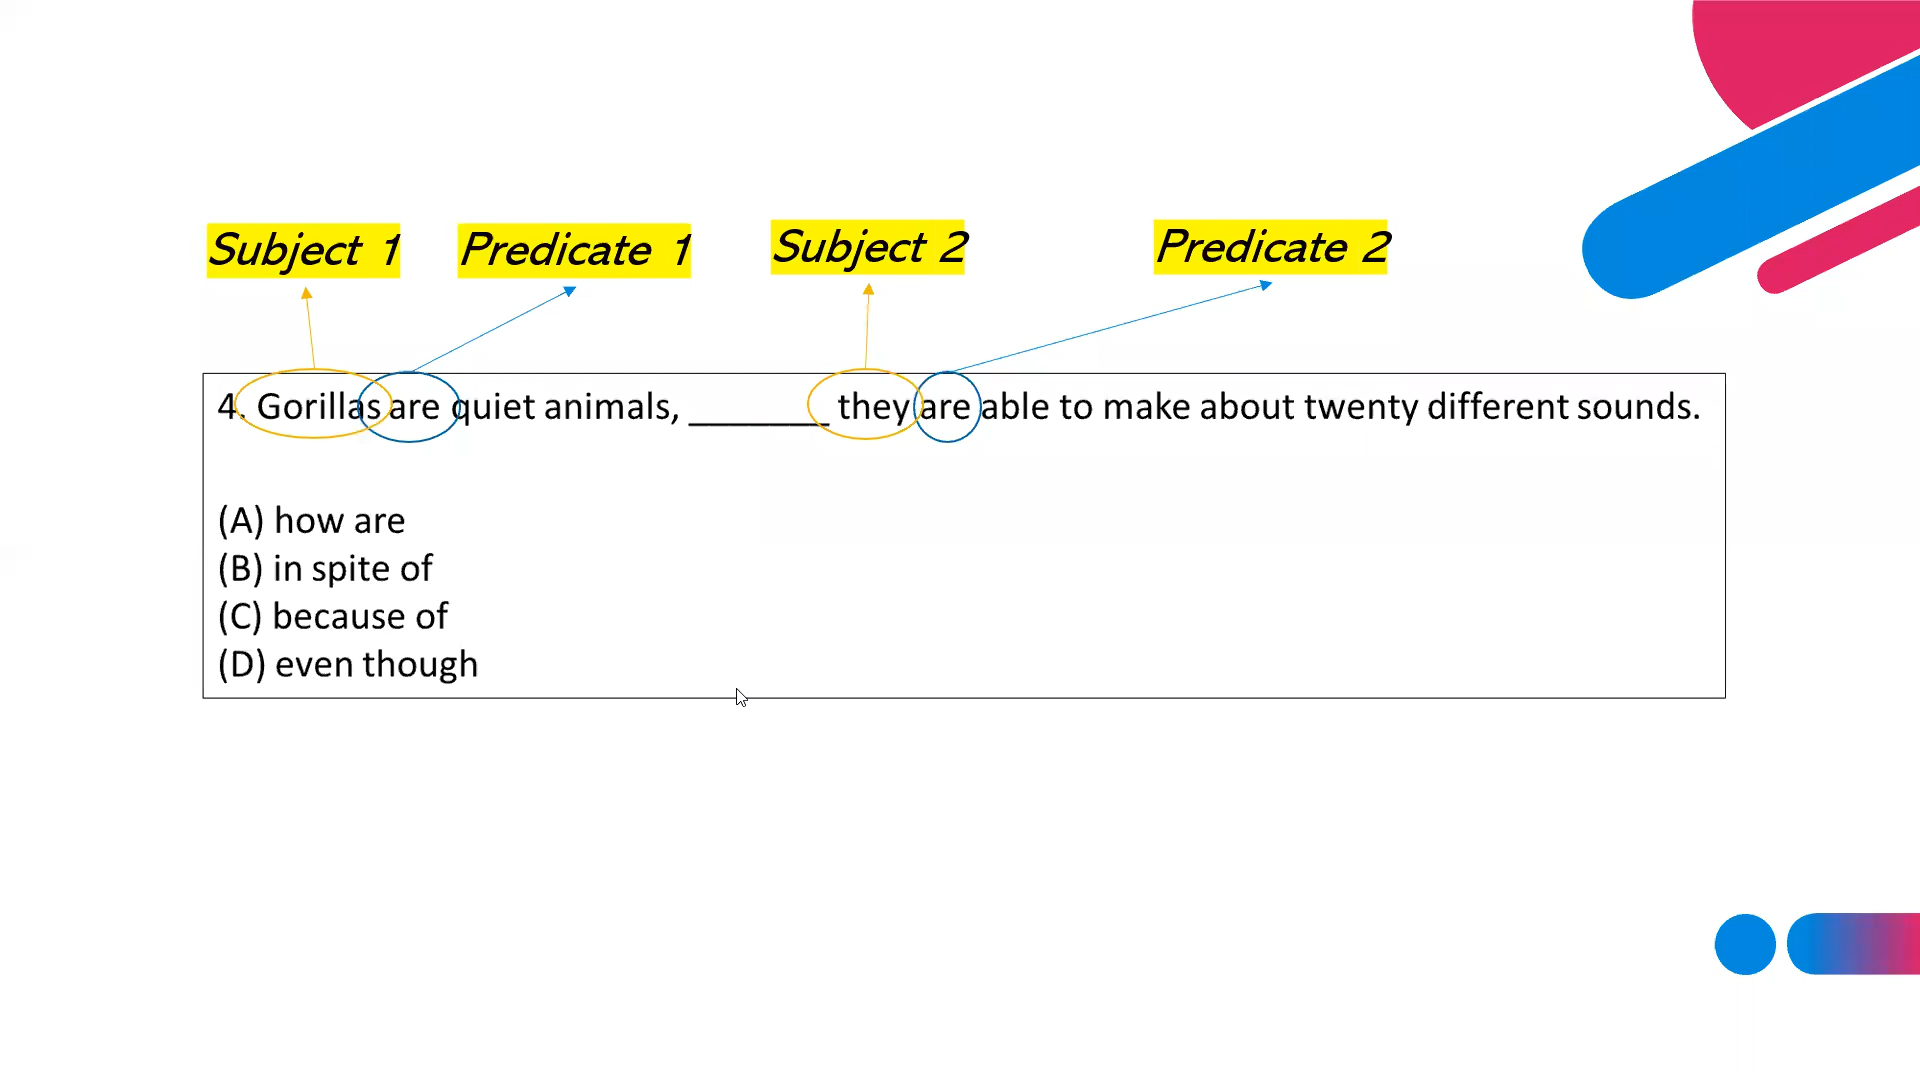 Subject 1 Predicate 1 Subject 2 Predicate 2
4. Gorillas are quiet animals, _______ they are able to make about twenty different sounds.
(A) how are
(B) in spite of
(C) because of
(D) even though